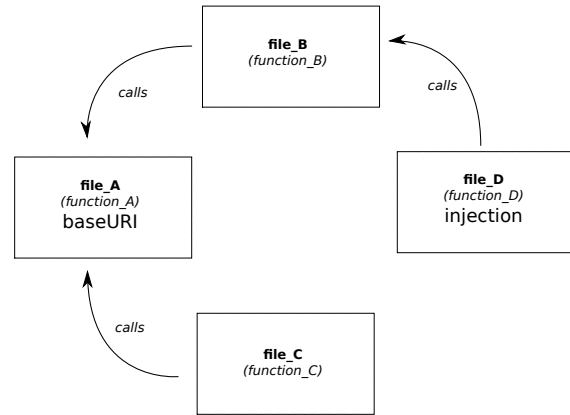 file_B
(function_B)
calls
calls
file_A
(function_A)
baseURI
file_D
(function_D)
injection
calls
file_C
(function_C)